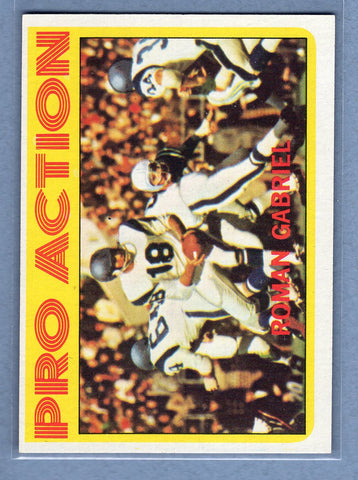 PRO ACTION
18
ROMAN GABRIEL